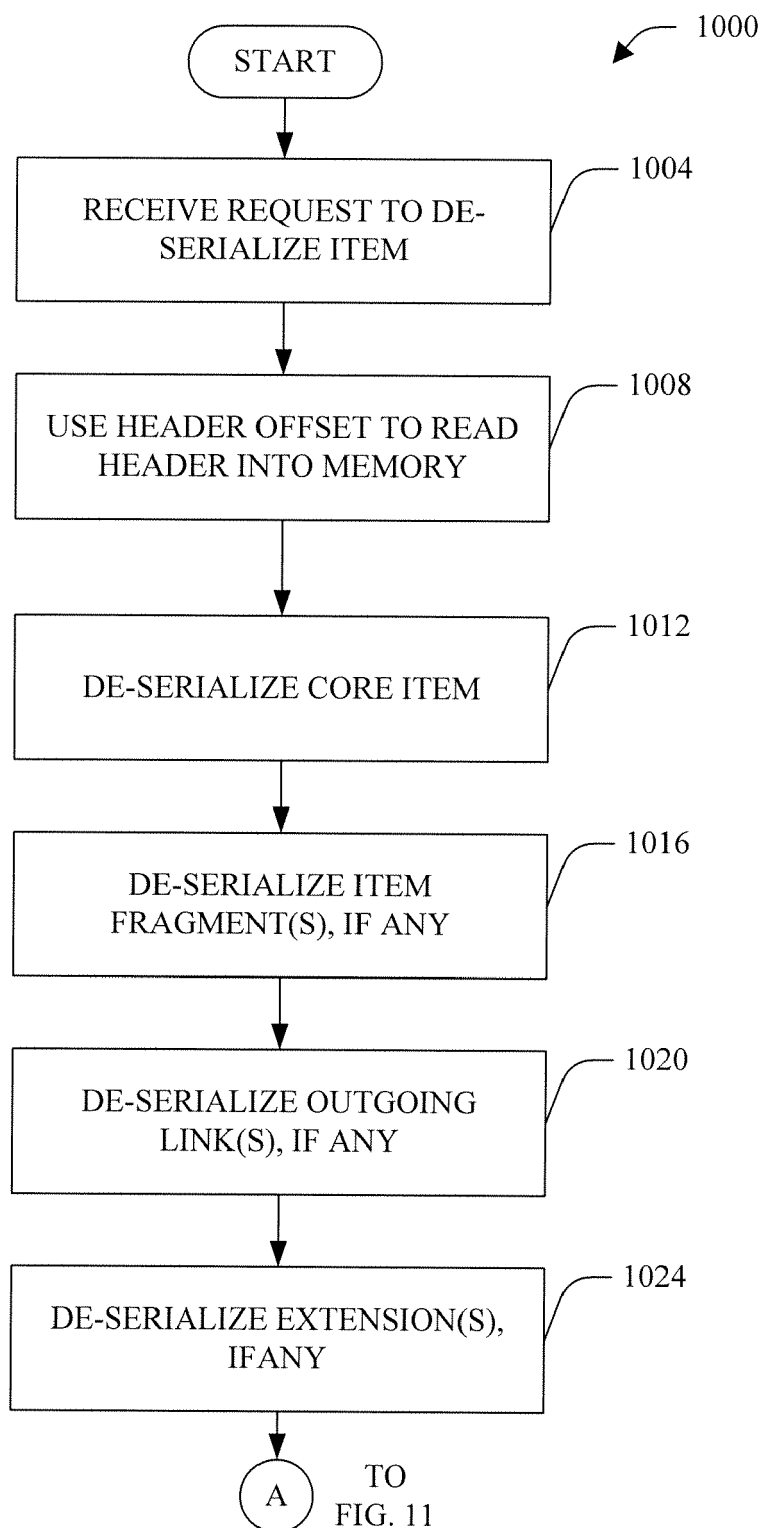 1000
START
1004
RECEIVE REQUEST TO DE-
SERIALIZE ITEM
1008
USE HEADER OFFSET TO READ
HEADER INTO MEMORY
1012
DE-SERIALIZE CORE ITEM
1016
DE-SERIALIZE ITEM
FRAGMENT(S), IF ANY
1020
DE-SERIALIZE OUTGOING
LINK(S), IF ANY
1024
DE-SERIALIZE EXTENSION(S),
IFANY
A
TO
FIG. 11